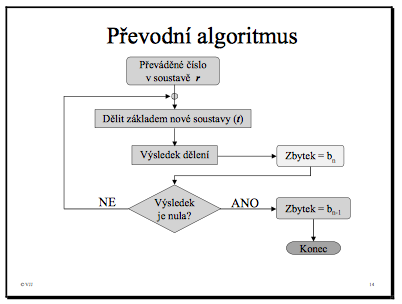 Převodní algoritmus
Převáděné číslo
v soustavě r
Dělit základem nové soustavy (t)
Výsledek dělení
Zbytek = bn
Výsledek
je nula?
NE
ANO
Zbytek = bn-1
Konec